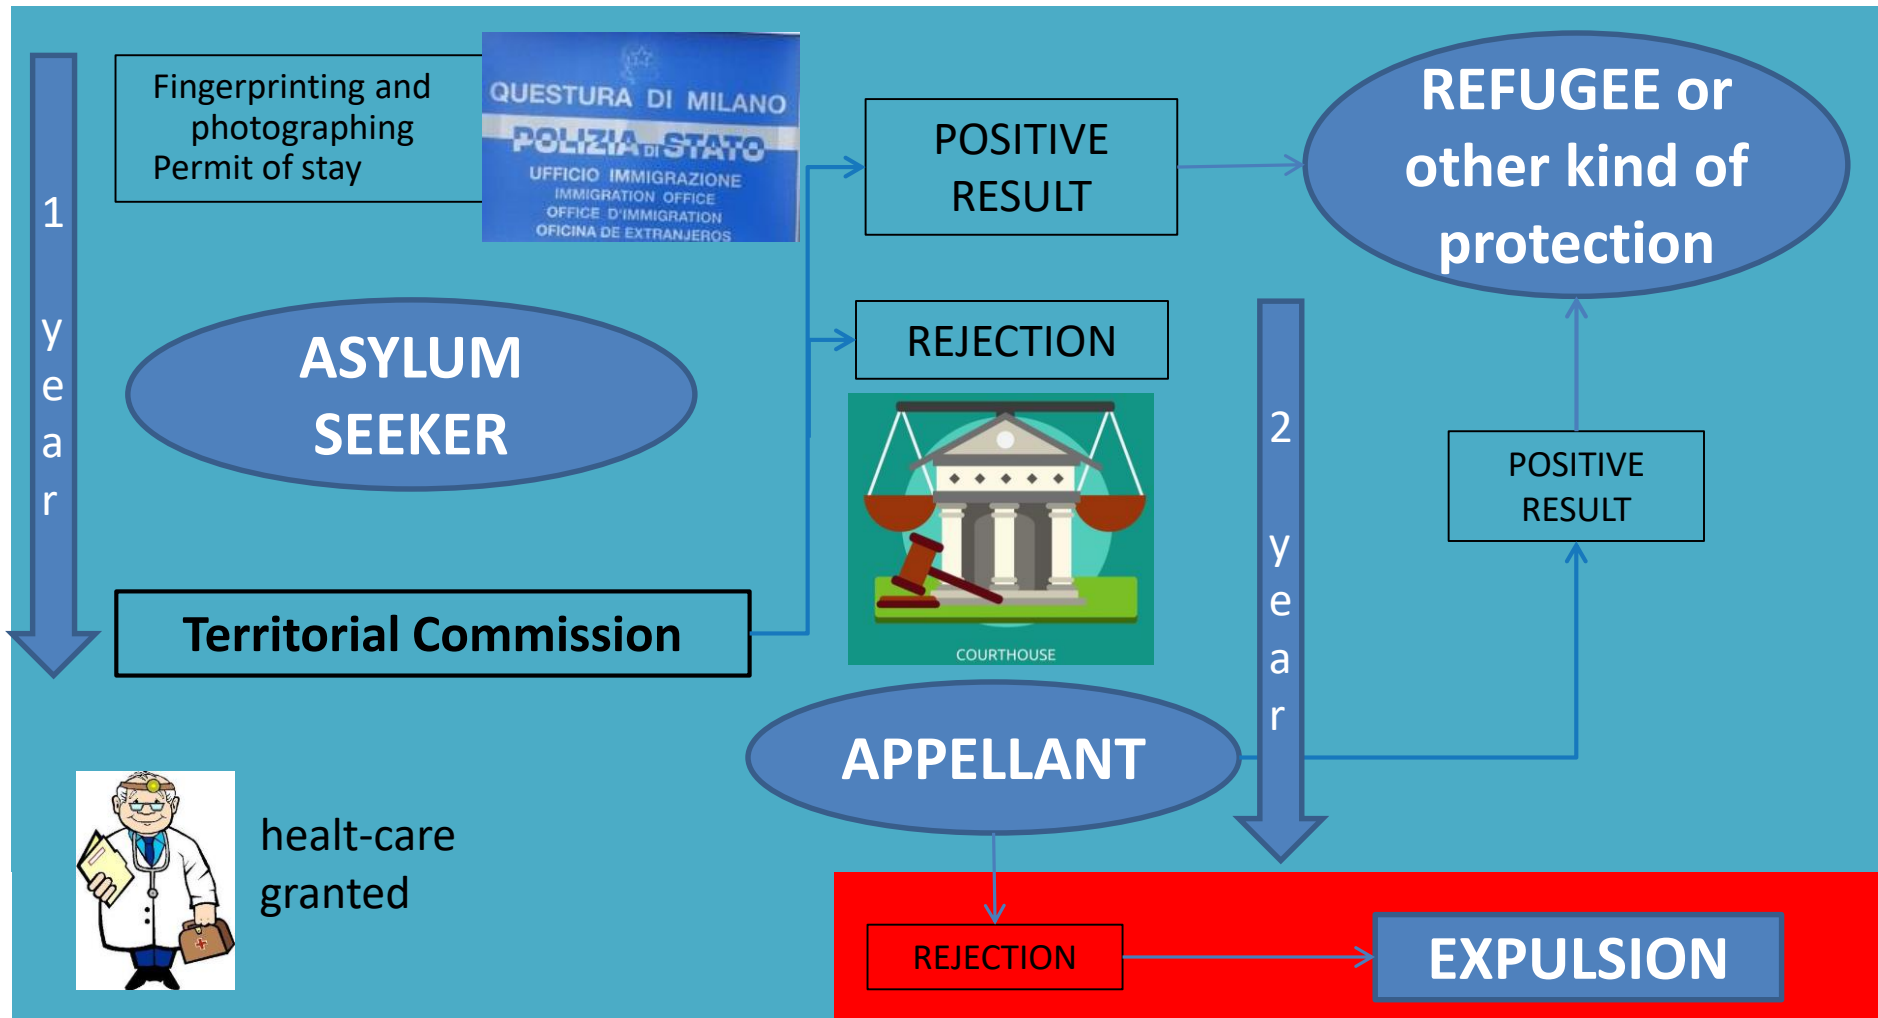 Fingerprinting and
photographing
Permit of stay
QUESTURA DI MILANO
POLIZIA DI STATO
UFFICIO IMMIGRAZIONE
IMMIGRATION OFFICE
OFFICE D'IMMIGRATION
OFICINA DE EXTRANJEROS
1 year
ASYLUM
SEEKER
Territorial Commission
healt-care
granted
POSITIVE
RESULT
REJECTION
COURTHOUSE
APPELLANT
2 year
REFUGEE or
other kind of
protection
POSITIVE
RESULT
REJECTION
EXPULSION